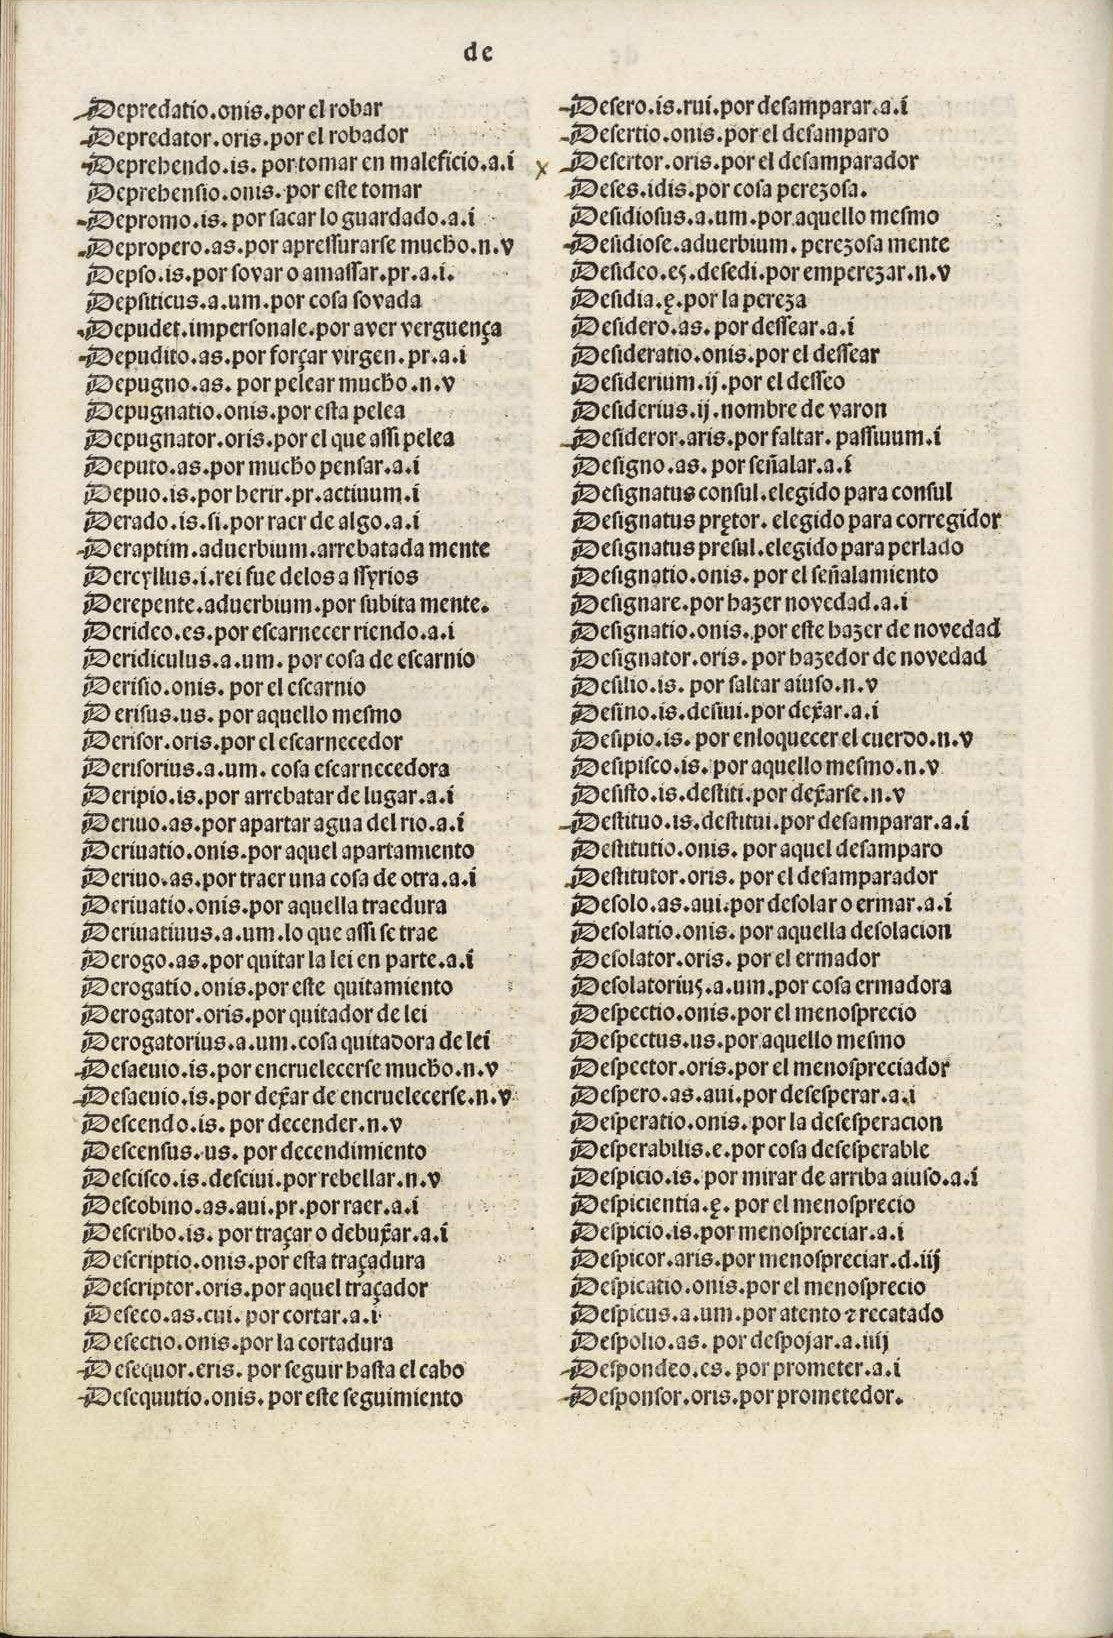 de
Depredatio.onis.por el robar
Depredator.oris.por el robador
Deprehendo.is. por tomar en maleficio.a.i
Deprehensio.onis.por este tomar
Depromo.is. por sacar lo guardado.a.i
Depropero.as.por apressurarse mucho.n.v
Depso.is.por sovar o amassar.pr.a.i.
Depsiticus.a.um.por cosa sovada
Depudet.impersonale.por aver verguença
Depudito.as.por forçar virgen.pr.a.i
Depugno.as. por pelear mucho.n.v
Depugnatio.onis.por esta pelea
Depugnator.oris.por el que assi pelea
Deputo.as.por mucho pensar.a.i
Depuo.is.por herir.pr.actiuum.i
Derado.is.si.por raer de algo.a.i
Deraptim.aduerbium.arrebatada mente
Dercyllus.i.rei fue delos assyrios
Derepente.aduerbium.por subita mente.
Derideo.es.por escarnecer riendo.a.i
Deridiculus.a.um. por cosa de escarnio
Derisio.onis. por el escarnio
Derisus.us. por aquello mesmo
Derisor.oris.por el escarnecedor
Derisorius.a.um. cosa escarnecedora
Deripio.is.por arrebatar de lugar.a.i
Deriuo.as.por apartar agua del rio.a.i
Deriuatio.onis.por aquel apartamiento
Deriuo.as.por traer una cosa de otra.a.i
Deriuatio.onis.por aquella traedura
Deriuatiuus.a.um.lo que assi se trae
Derogo.as.por quitar la lei en parte.a.i
Derogatio.onis.por este quitamiento
Derogator.oris.por quitador de lei
Derogatorius.a.um.cosa quitadora de lei
Desaeuio.is.por encruelecerse mucho.n.v
Desaeuio.is.por dexar de encruelecerse.n.v
Descendo.is. por decender.n.v
Descensus.us. por decendimiento
Descisco.is.desciui.por rebellar.n.v
Descobino.as.aui.pr.por raer.a.i
Describo.is. por traçar o debuxar.a.i
Descriptio.onis.por esta traçadura
Descriptor.oris.por aquel traçador
Deseco.as.cui. por cortar.a.i
Desectio.onis.por la cortadura
Desequor.eris. por seguir hasta el cabo
Desequutio.onis. por este seguimiento
Desero.is.rui.por desamparar.a.i
Desertio.onis.por el desamparo
Desertor.oris.por el desamparador
Deses.idis.por cosa perezosa.
Desidiosus.a.um.por aquello mesmo
Desidiose.aduerbium. perezosa mente
Desideo.es.desedi.por emperezar.n.v
Desidia.ę.por la pereza
Desidero.as. por dessear.a.i
Desideratio.onis.por el dessear
Desiderium.ij.por el desseo
Desiderius.ij.nombre de varon
Desideror.aris.por faltar. passiuum.i
Designo.as. por señalar.a.i
Designatus consul.elegido para consul
Designatus prętor. elegido para corregidor
Designatus presul.elegido para perlado
Designatio.onis. por el señalamiento
Designare.por hazer novedad.a.i
Designatio.onis.por este hazer de novedad
Designator.oris. por hazedor de novedad
Desilio.is. por saltar aiuso.n.v
Desino.is.desiui.por dexar.a.i
Desipio.is. por enloquecer el cuerdo.n.v
Desipisco.is. por aquello mesmo.n.v
Desisto.is.destiti.por dexarse.n.v
Destituo.is.destitui.por desamparar.a.i
Destitutio.onis. por aquel desamparo
Destitutor.oris. por el desamparador
Desolo.as.aui.por desolar o ermar.a.i
Desolatio.onis. por aquella desolacion
Desolator.oris. por el ermador
Desolatorius.a.um.por cosa ermadora
Despectio.onis.por el menosprecio
Despectus.us.por aquello mesmo
Despector.oris.por el menospreciador
Despero.as.aui.por desesperar.a.i
Desperatio.onis. por la desesperacion
Desperabilis.e.por cosa desesperable
Despicio.is. por mirar de arriba aiuso.a.i
Despicientia.ę. por el menosprecio
Despicio.is.por menospreciar.a.i
Despicor.aris.por menospreciar.d.iij
Despicatio.onis.por el menosprecio
Despicus.a.um.por atento ⁊ recatado
Despolio.as. por despojar.a.iiij
Despondeo.es. por prometer.a.i
Desponsor.oris.por prometedor.